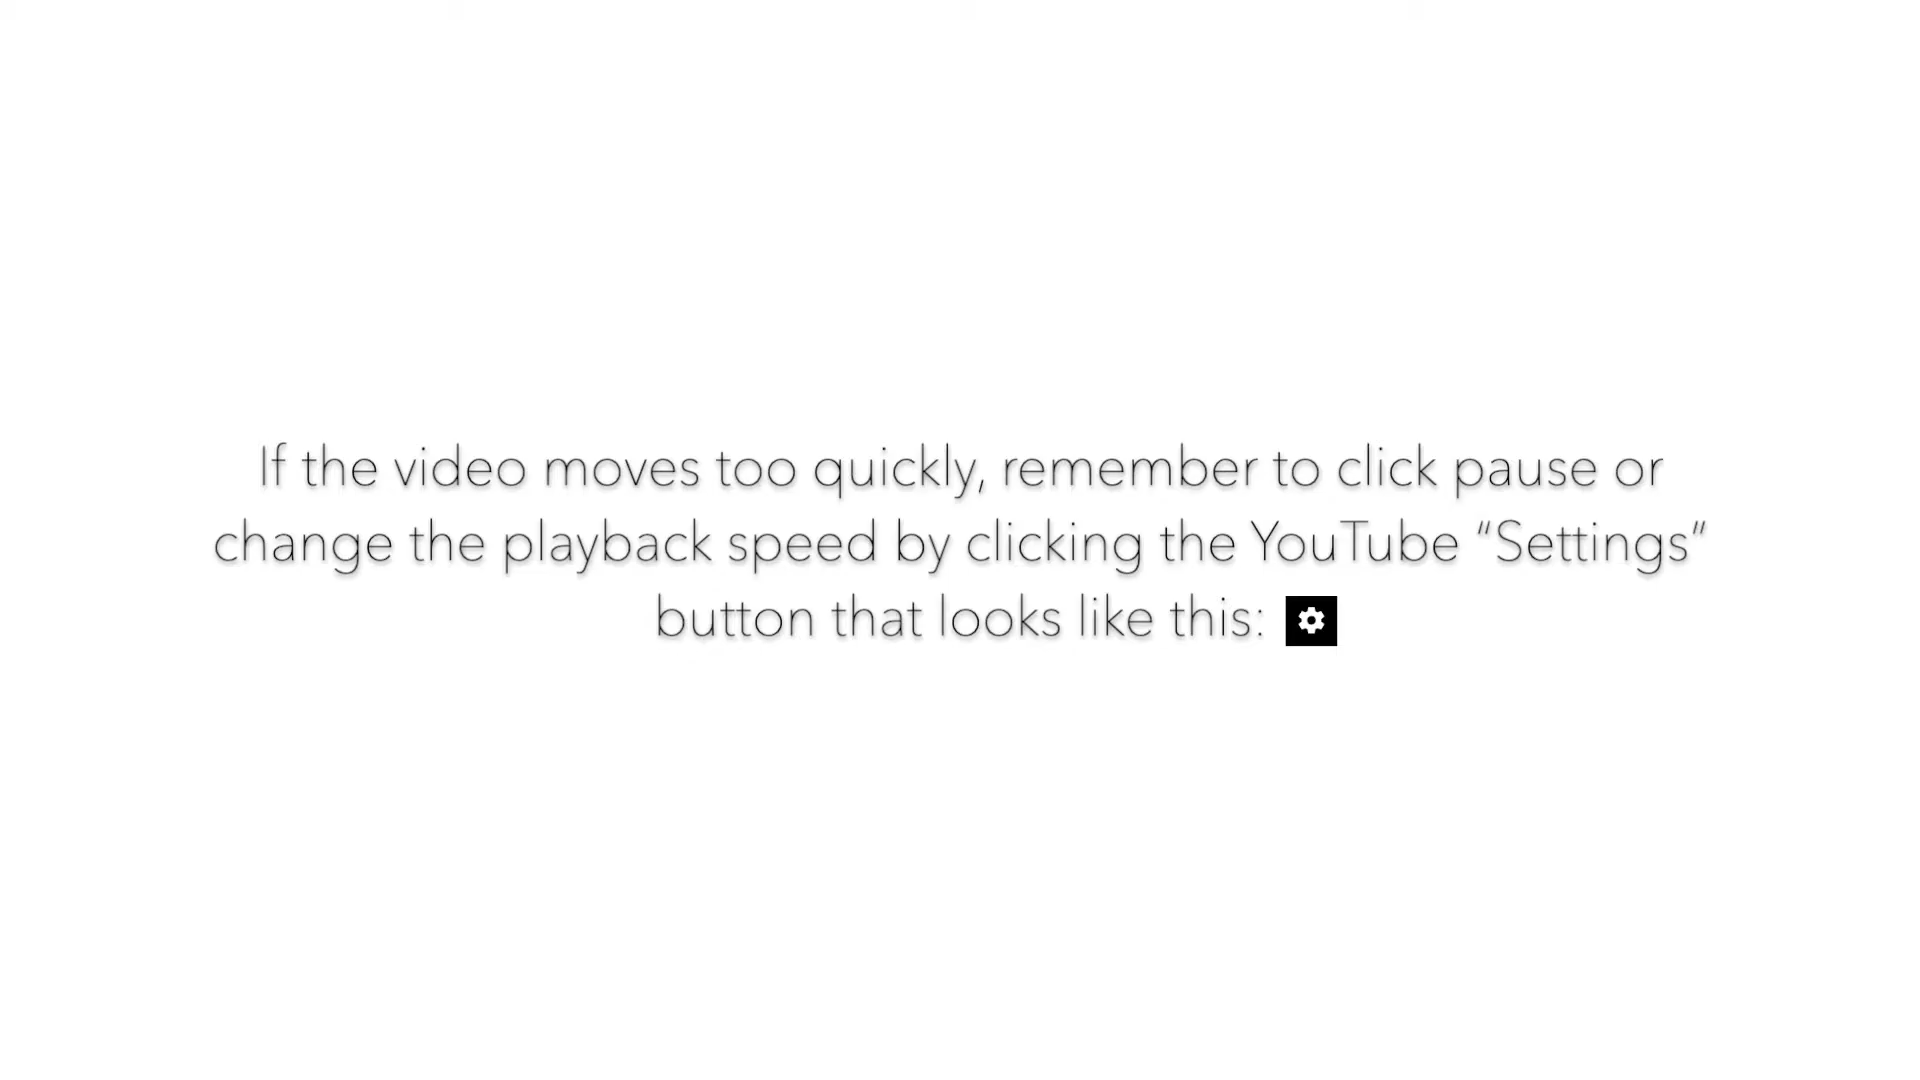 If the video moves too quickly, remember to click pause or
change the playback speed by clicking the YouTube “Settings”
button that looks like this: